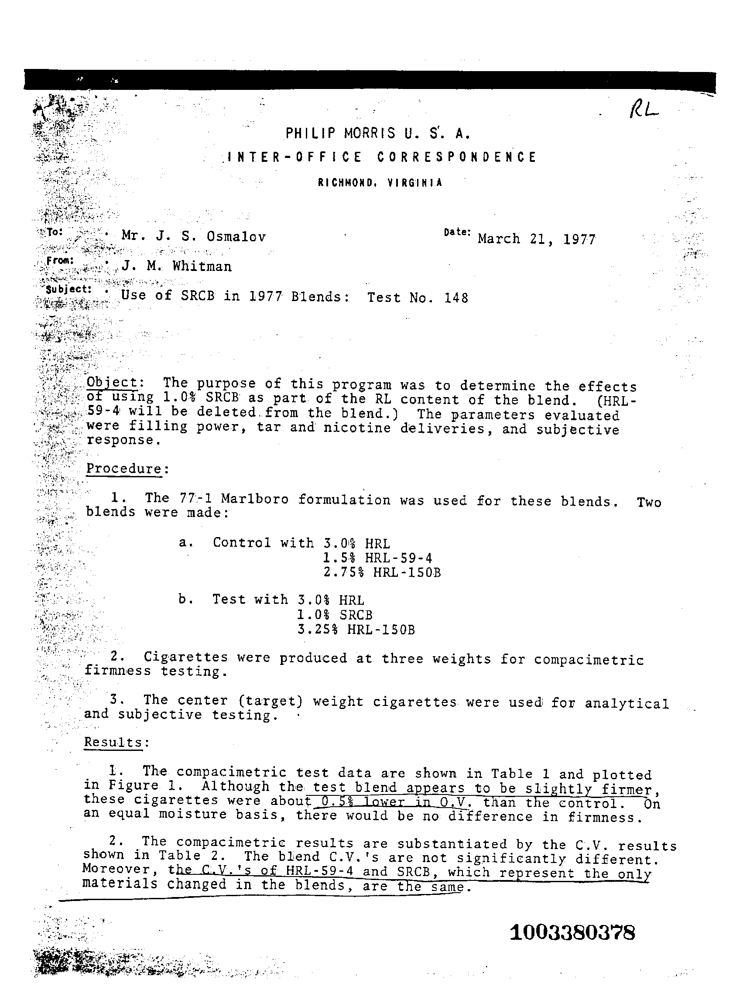 RL
PHILIP MORRIS U. S. A.
INTER-OFFICE CORRESPONDENCE
RICHMOND, VIRGINIA
To: Mr. J. S. Osmalov Date: March 21, 1977
From: J. M. Whitman
Subject: Use of SRCB in 1977 Blends: Test No. 148
Object: The purpose of this program was to determine the effects
of using 1.0% SRCB as part of the RL content of the blend. (HRL-
59-4 will be deleted from the blend.) The parameters evaluated
were filling power, tar and nicotine deliveries, and subjective
response.
Procedure:
1. The 77-1 Marlboro formulation was used for these blends. Two
blends were made:
a. Control with 3.0% HRL
1.5% HRL-59-4
2.75% HRL-150B
b. Test with 3.0% HRL
1.0% SRCB
3.25% HRL-150B
2. Cigarettes were produced at three weights for compacimetric
firmness testing.
3. The center (target) weight cigarettes were used for analytical
and subjective testing.
Results:
1. The compacimetric test data are shown in Table 1 and plotted
in Figure 1. Although the test blend appears to be slightly firmer,
these cigarettes were about 0.5% lower in O.V. than the control. On
an equal moisture basis, there would be no difference in firmness.
2. The compacimetric results are substantiated by the C.V. results
shown in Table 2. The blend C.V.'s are not significantly different.
Moreover, the C.V.'s of HRL-59-4 and SRCB, which represent the only
materials changed in the blends, are the same.
1003380378